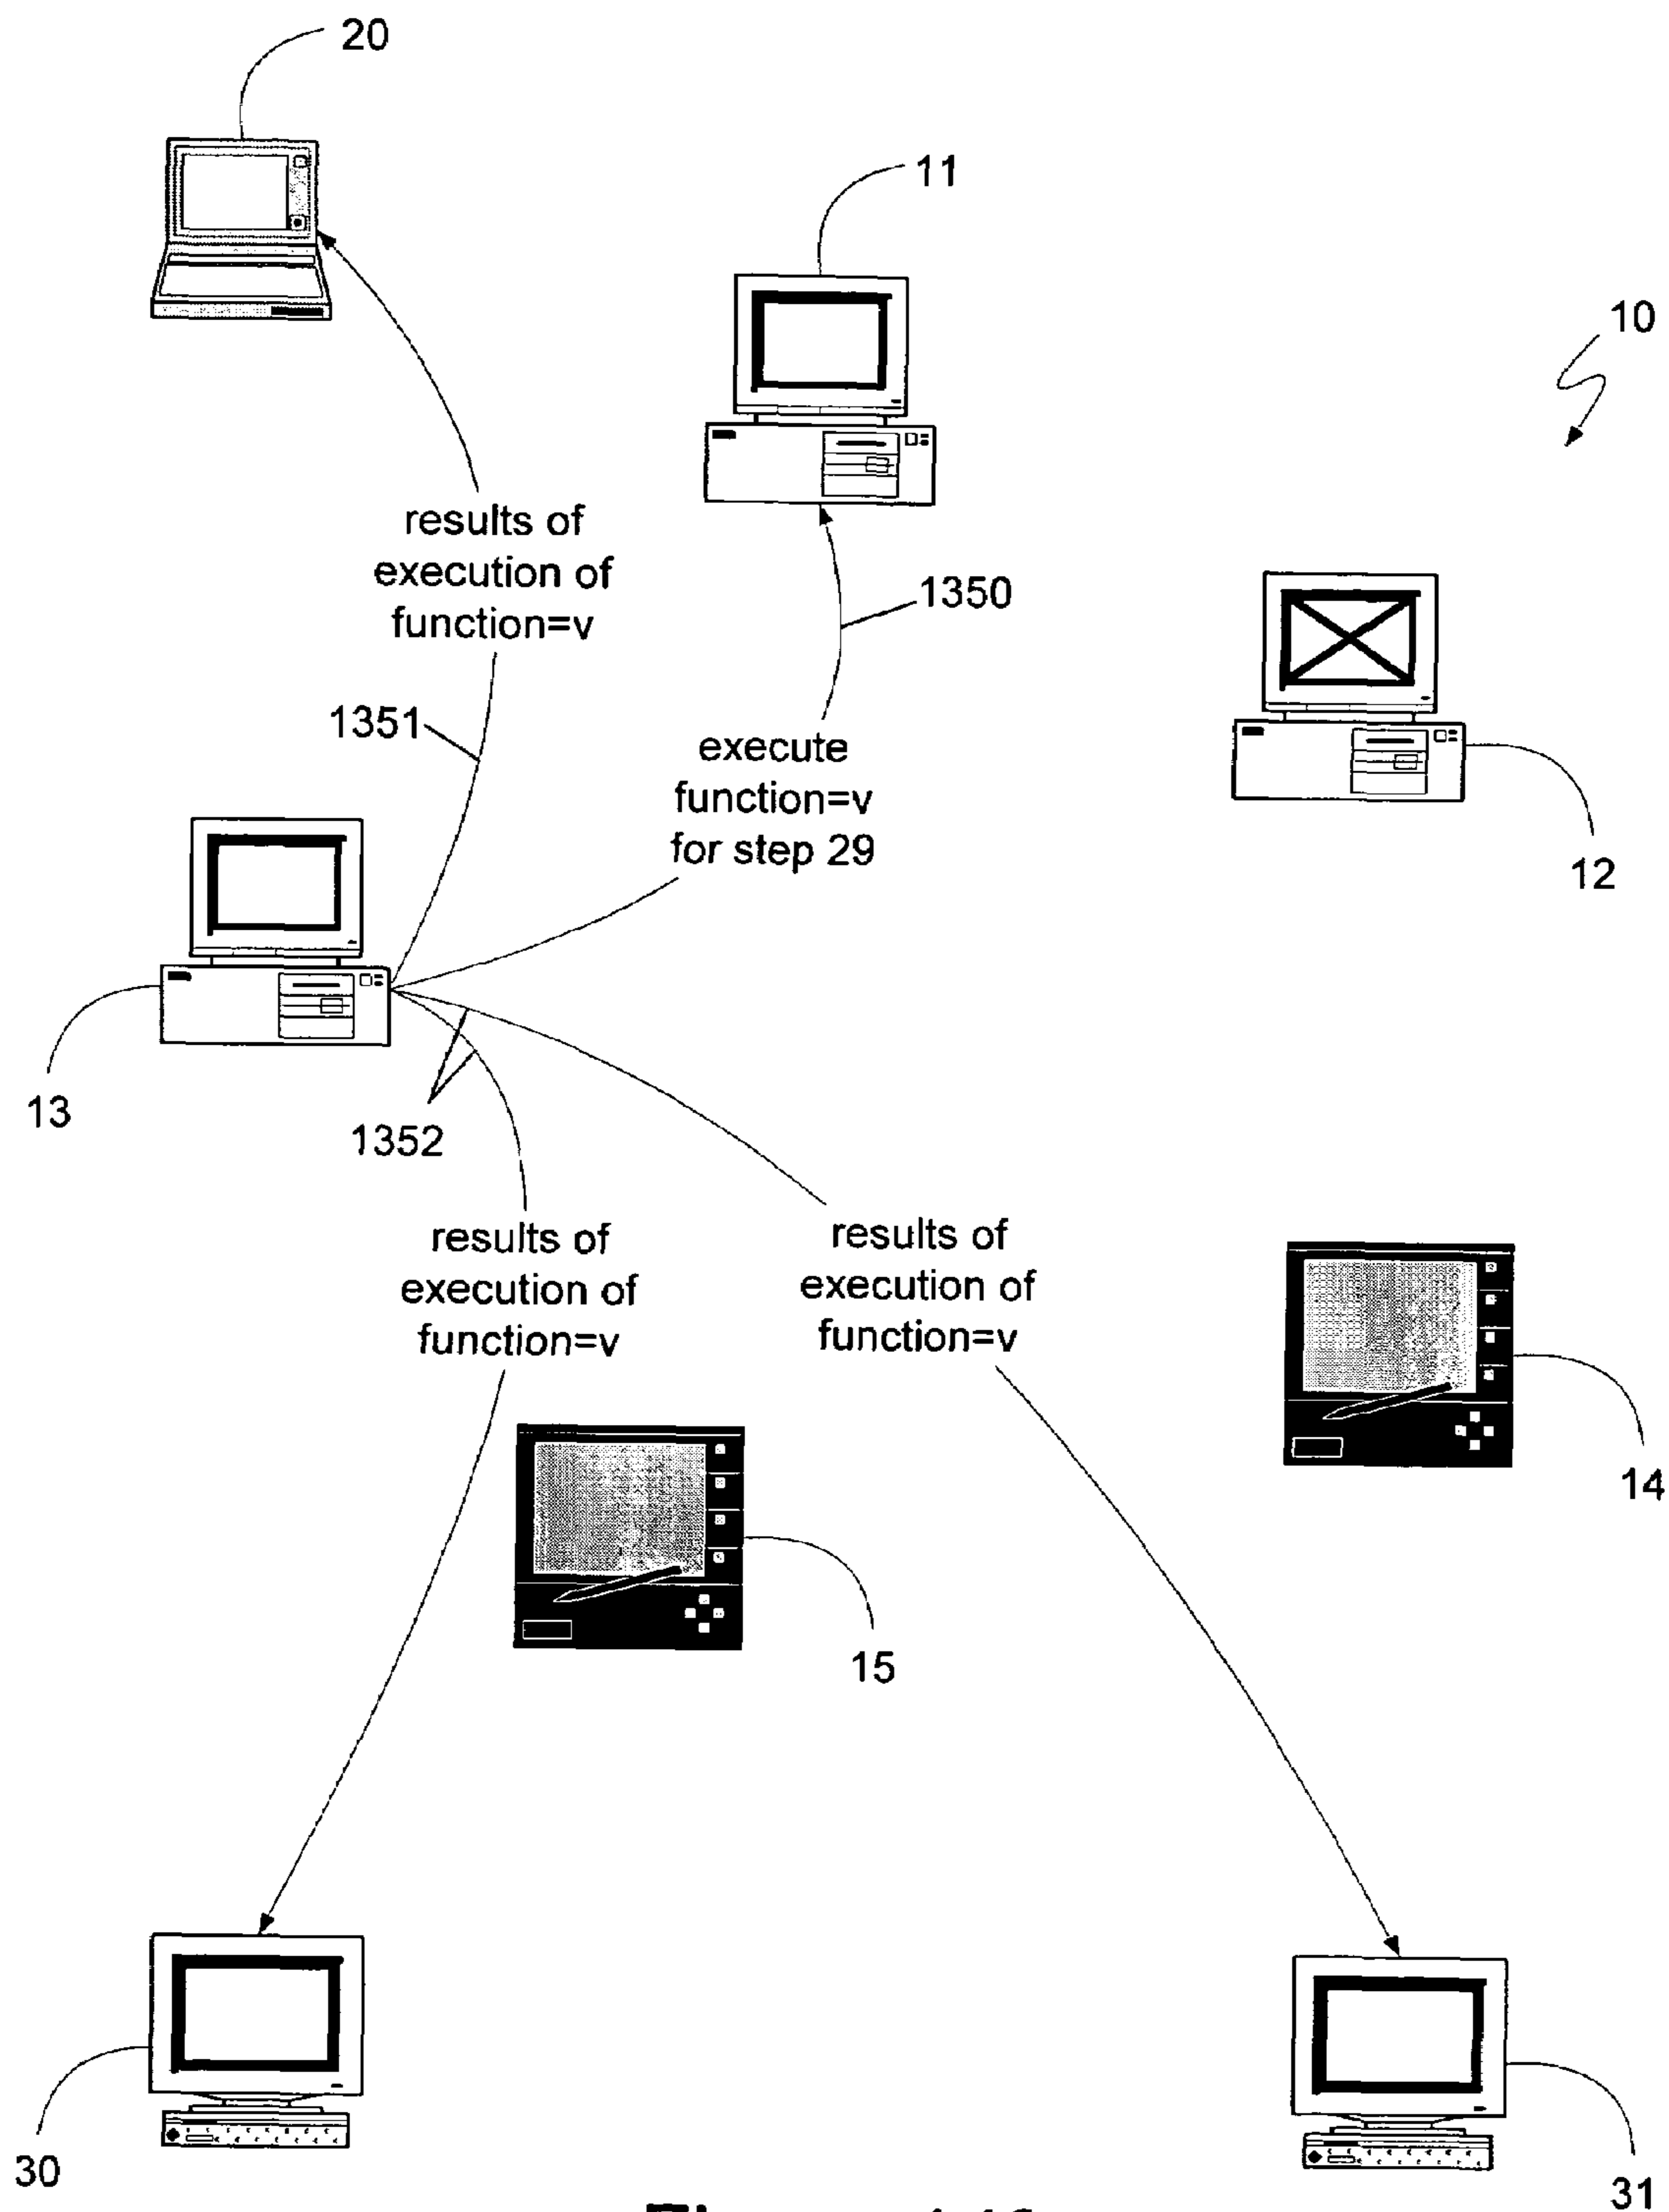 20
11
10
results of
execution of
function=v
1350
1351
execute
function=v
for step 29
12
13
1352
results of
execution of
function=v
results of
execution of
function=v
14
15
30
31